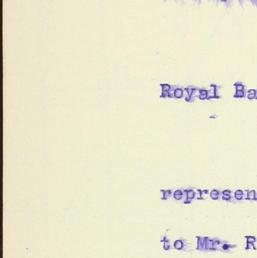 Royal Ba
represen
to Mr. R